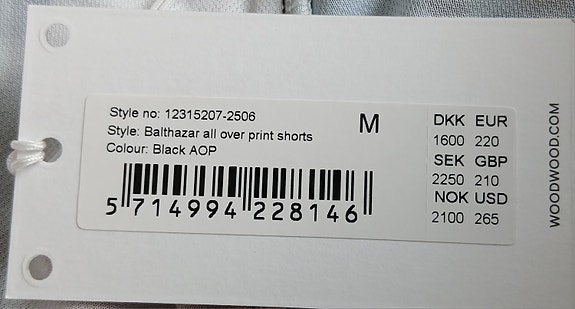 Style no: 12315207-2506
Style: Balthazar all over print shorts
Colour: Black AOP
M
5 714994 228146
DKK EUR
1600 220
SEK GBP
2250 210
NOK USD
2100 265
WOODWOOD.COM